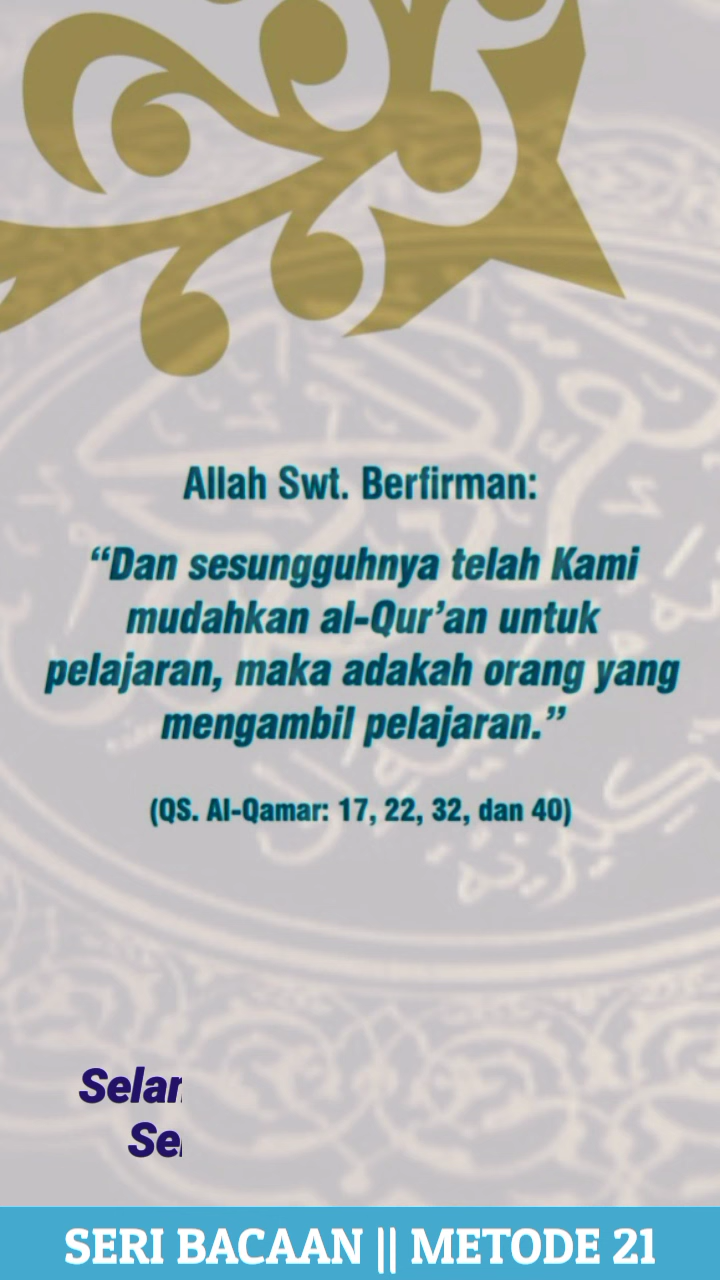 Allah Swt. Berfirman:
“Dan sesungguhnya telah Kami
mudahkan al-Qur’an untuk
pelajaran, maka adakah orang yang
mengambil pelajaran.”
(QS. Al-Qamar: 17, 22, 32, dan 40)
SERI BACAAN || METODE 21